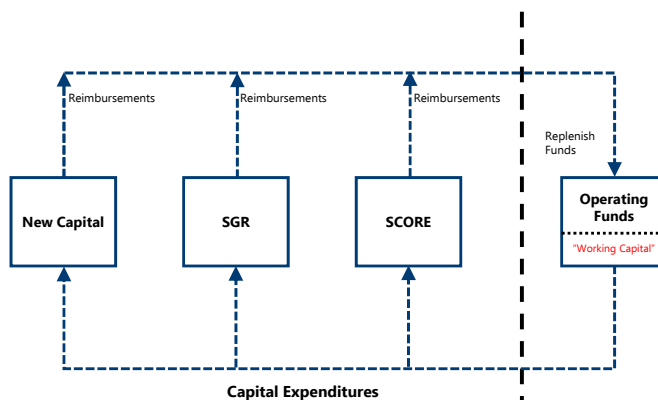 Reimbursements
Reimbursements
Reimbursements
Replenish
Funds
New Capital
SGR
SCORE
Operating
Funds
"Working Capital"
Capital Expenditures